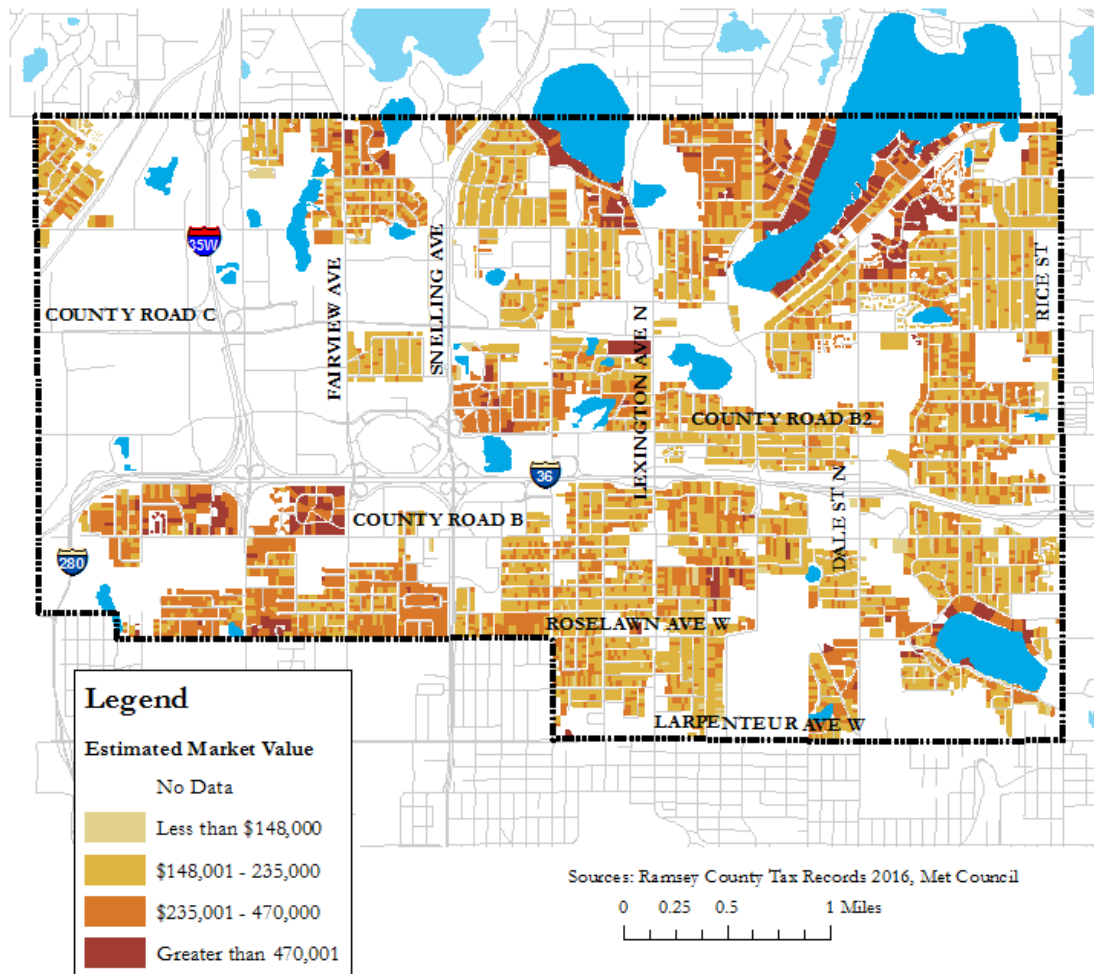 35W
RICE ST
SNELLING AVE
FAIRVIEW AVE
COUNTY ROAD C
LEXINGTON AVE N
COUNTY ROAD B2
36
DALE ST N
COUNTY ROAD B
280
ROSELAWN AVE W
LARPENTEUR AVE W
Legend
Estimated Market Value
No Data
Less than $148,000
$148,001 - 235,000
$235,001 - 470,000
Greater than 470,001
Sources: Ramsey County Tax Records 2016, Met Council
0 0.25 0.5 1 Miles